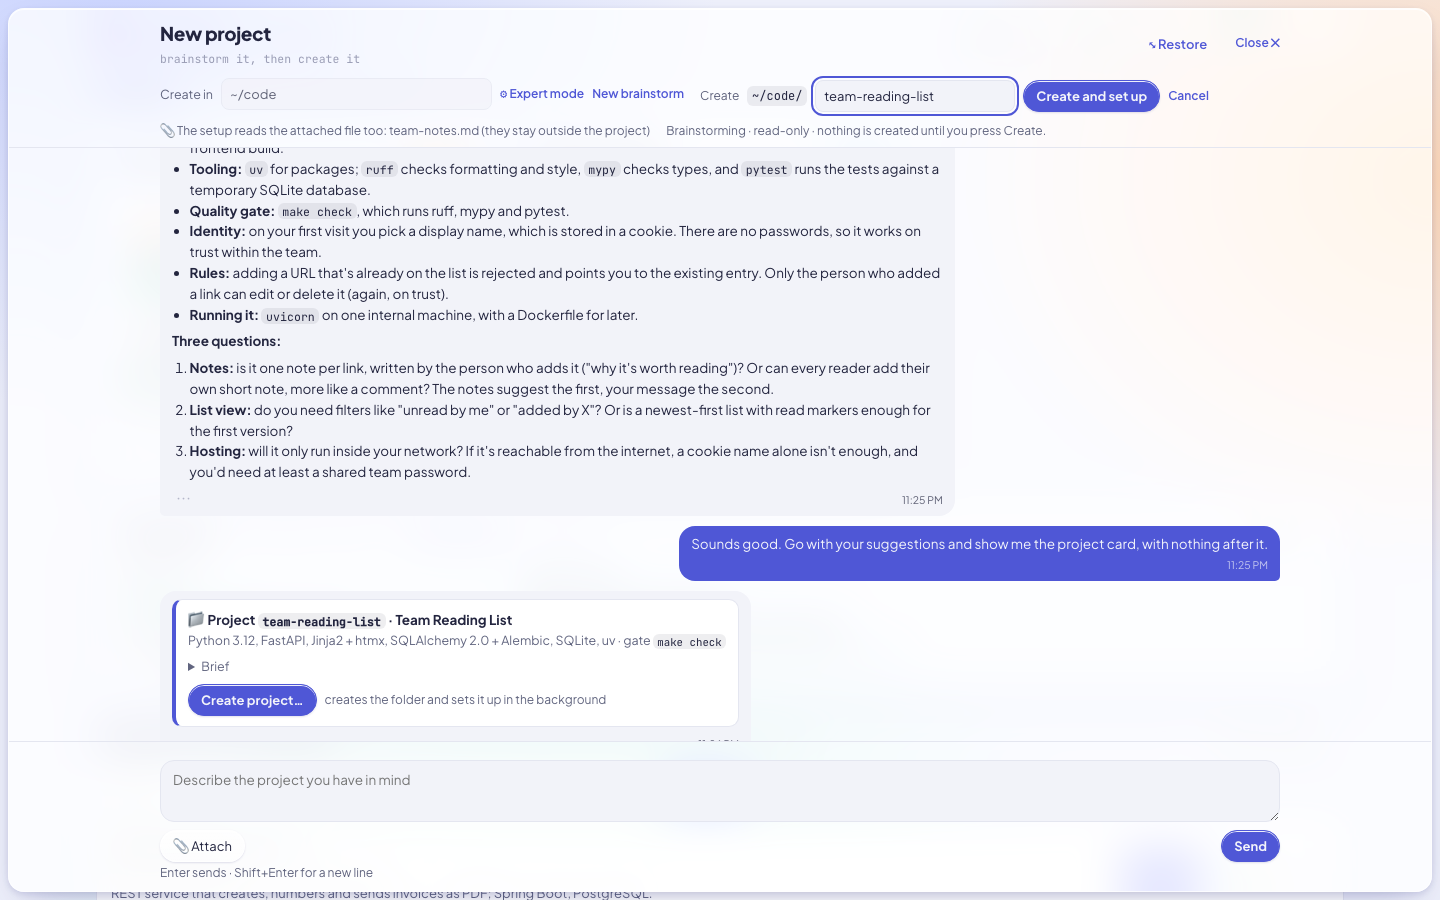 New project
brainstorm it, then create it
Restore
Close
Create in ~/code Expert mode New brainstorm Create ~/code/ team-reading-list Create and set up Cancel
The setup reads the attached file too: team-notes.md (they stay outside the project) Brainstorming · read-only · nothing is created until you press Create.
frontend build.
• Tooling: uv for packages; ruff checks formatting and style, mypy checks types, and pytest runs the tests against a
temporary SQLite database.
• Quality gate: make check, which runs ruff, mypy and pytest.
• Identity: on your first visit you pick a display name, which is stored in a cookie. There are no passwords, so it works on
trust within the team.
• Rules: adding a URL that's already on the list is rejected and points you to the existing entry. Only the person who added
a link can edit or delete it (again, on trust).
• Running it: uvicorn on one internal machine, with a Dockerfile for later.
Three questions:
1. Notes: is it one note per link, written by the person who adds it ("why it's worth reading")? Or can every reader add their
own short note, more like a comment? The notes suggest the first, your message the second.
2. List view: do you need filters like "unread by me" or "added by X"? Or is a newest-first list with read markers enough for
the first version?
3. Hosting: will it only run inside your network? If it's reachable from the internet, a cookie name alone isn't enough, and
you'd need at least a shared team password.
... 11:25 PM
Sounds good. Go with your suggestions and show me the project card, with nothing after it.
11:25 PM
Project team-reading-list · Team Reading List
Python 3.12, FastAPI, Jinja2 + htmx, SQLAlchemy 2.0 + Alembic, SQLite, uv · gate make check
▶ Brief
Create project… creates the folder and sets it up in the background
Describe the project you have in mind
Attach
Send
Enter sends · Shift+Enter for a new line
REST service that creates, numbers and sends invoices as PDF; Spring Boot, PostgreSQL.